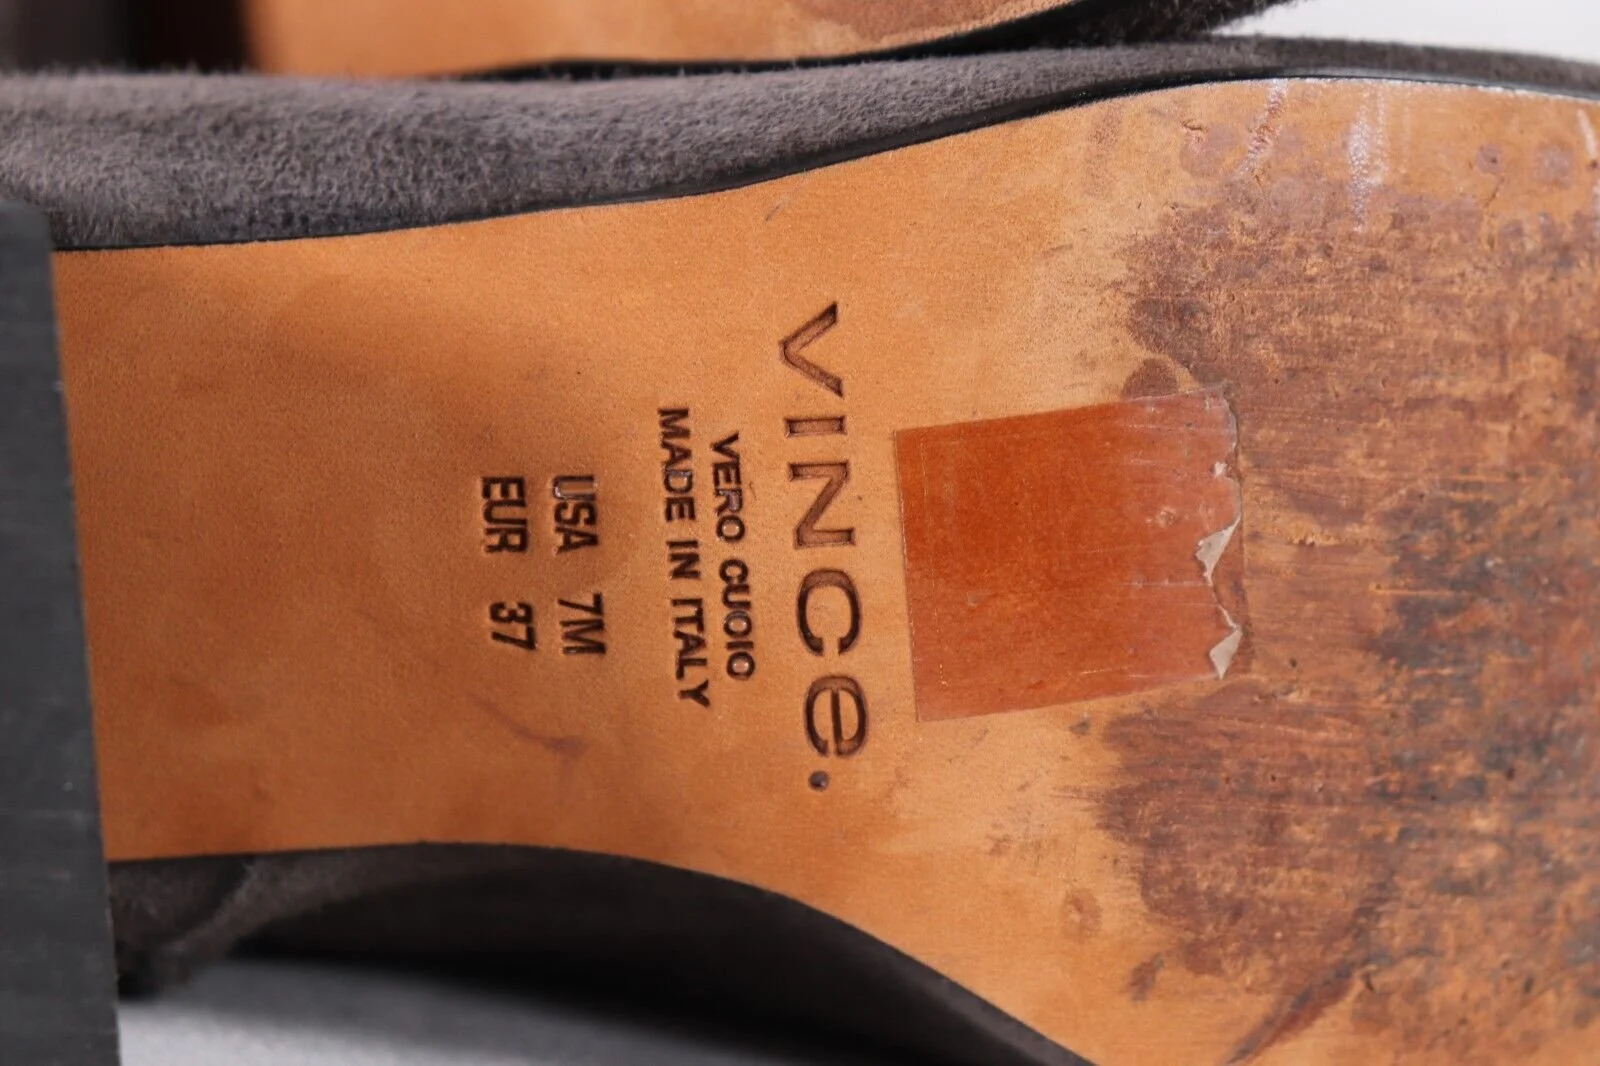 VINCe.
VERO CUOIO
MADE IN ITALY
USA 7M
EUR 37